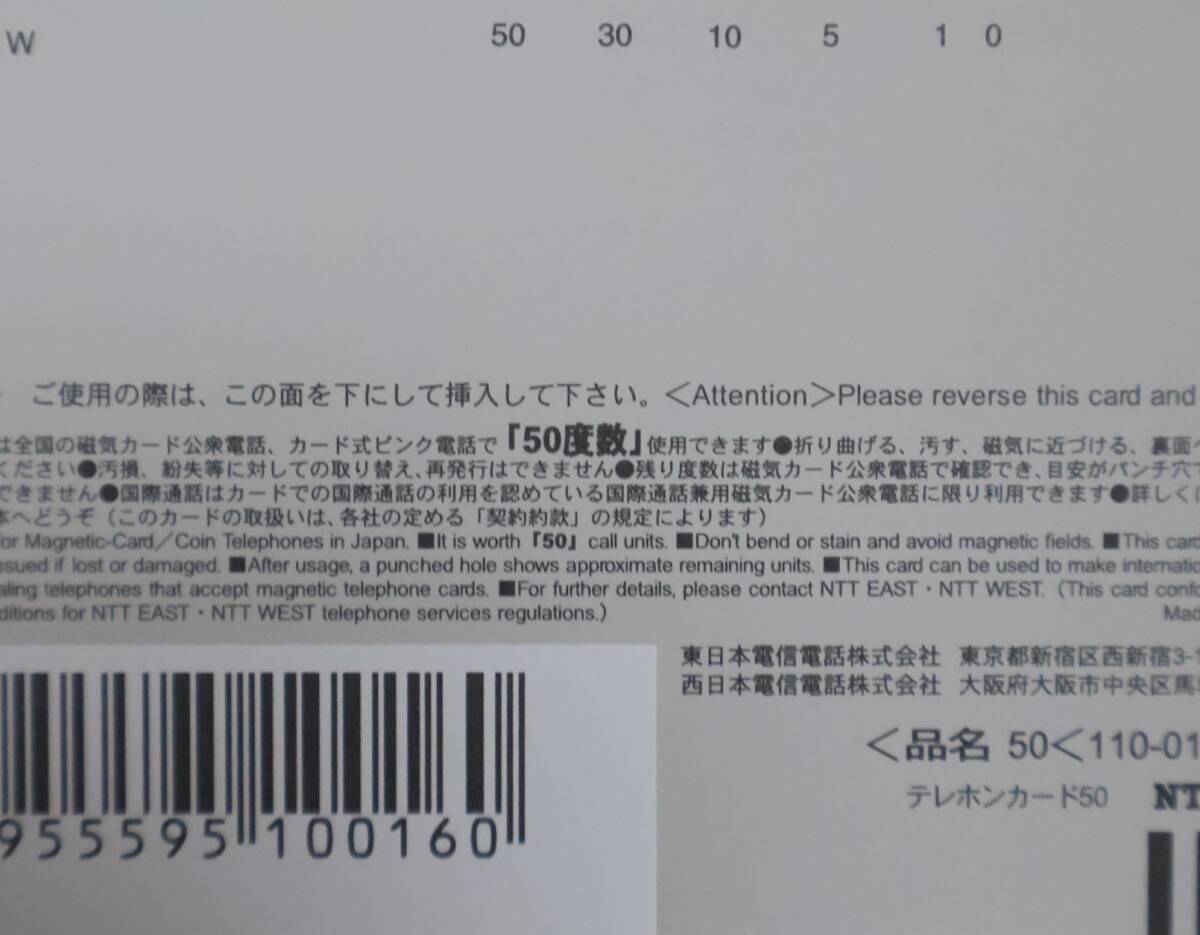 W 50 30 10 5 1 0
ご使用の際は、この面を下にして挿入して下さい。＜Attention＞Please reverse this card and
は全国の磁気カード公衆電話、カード式ピンク電話で「50度数」使用できます●折り曲げる、汚す、磁気に近づける、裏面
ください●汚損、紛失等に対しての取り替え、再発行はできません●残り度数は磁気カード公衆電話で確認でき、目安がパンチ穴
できません●国際通話はカードでの国際通話の利用を認めている国際通話兼用磁気カード公衆電話に限り利用できます●詳しく
本へどうぞ（このカードの取扱いは、各社の定める「契約約款」の規定によります）
for Magnetic-Card／Coin Telephones in Japan. ■It is worth「50」call units. ■Don't bend or stain and avoid magnetic fields. ■This card
ssued if lost or damaged. ■After usage, a punched hole shows approximate remaining units. ■This card can be used to make internatio
aling telephones that accept magnetic telephone cards. ■For further details, please contact NTT EAST・NTT WEST. (This card confo
ditions for NTT EAST・NTT WEST telephone services regulations.) Mad
東日本電信電話株式会社 東京都新宿区西新宿3-1
西日本電信電話株式会社 大阪府大阪市中央区馬
＜品名 50＜110-01
テレホンカード50 NT
955595 100160